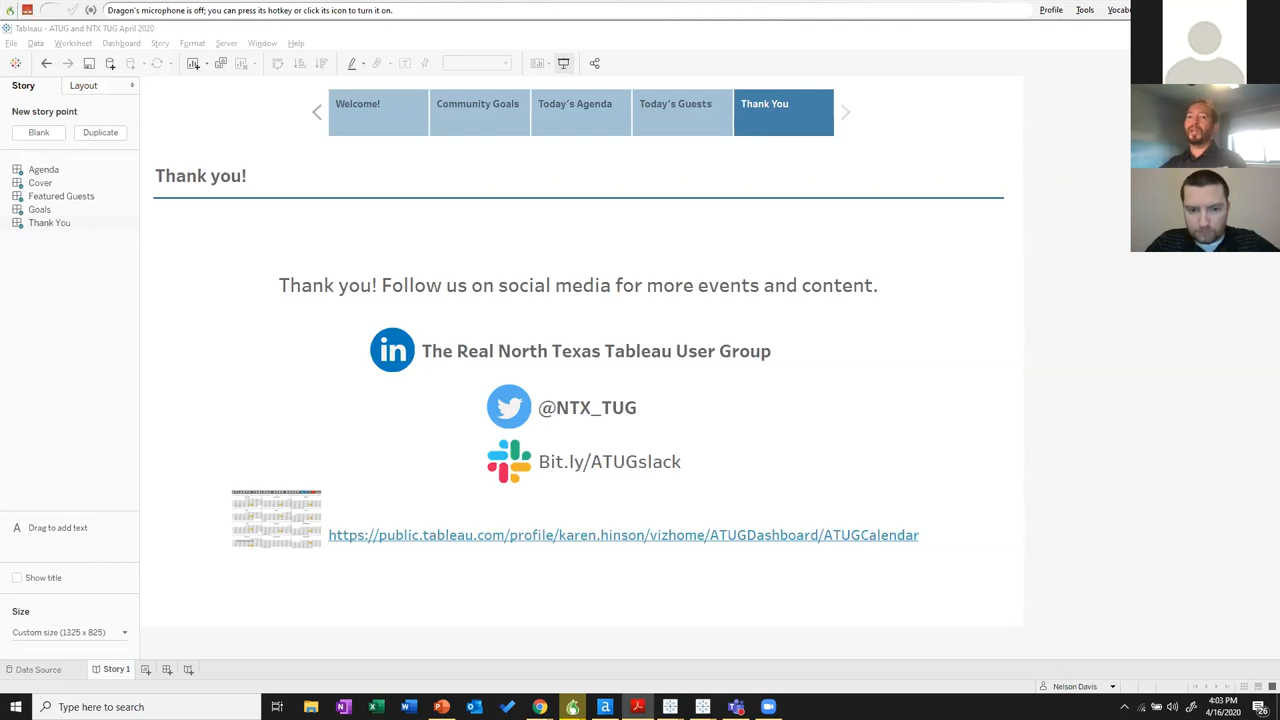 Dragon's microphone is off; you can press its hotkey or click its icon to turn it on.
Profile Tools Vocabu
Tableau - ATUG and NTX TUG April 2020
File Data Worksheet Dashboard Story Format Server Window Help
Story Layout
New story point
Blank Duplicate
Agenda
Cover
Featured Guests
Goals
Thank You
Welcome! Community Goals Today's Agenda Today's Guests Thank You
Thank you!
Thank you! Follow us on social media for more events and content.
in The Real North Texas Tableau User Group
@NTX_TUG
Bit.ly/ATUGslack
https://public.tableau.com/profile/karen.hinson/vizhome/ATUGDashboard/ATUGCalendar
A Drag to add text
Show title
Size
Custom size (1325 x 825)
Data Source Story 1
Nelson Davis
Type here to search
4:03 PM
4/16/2020
26